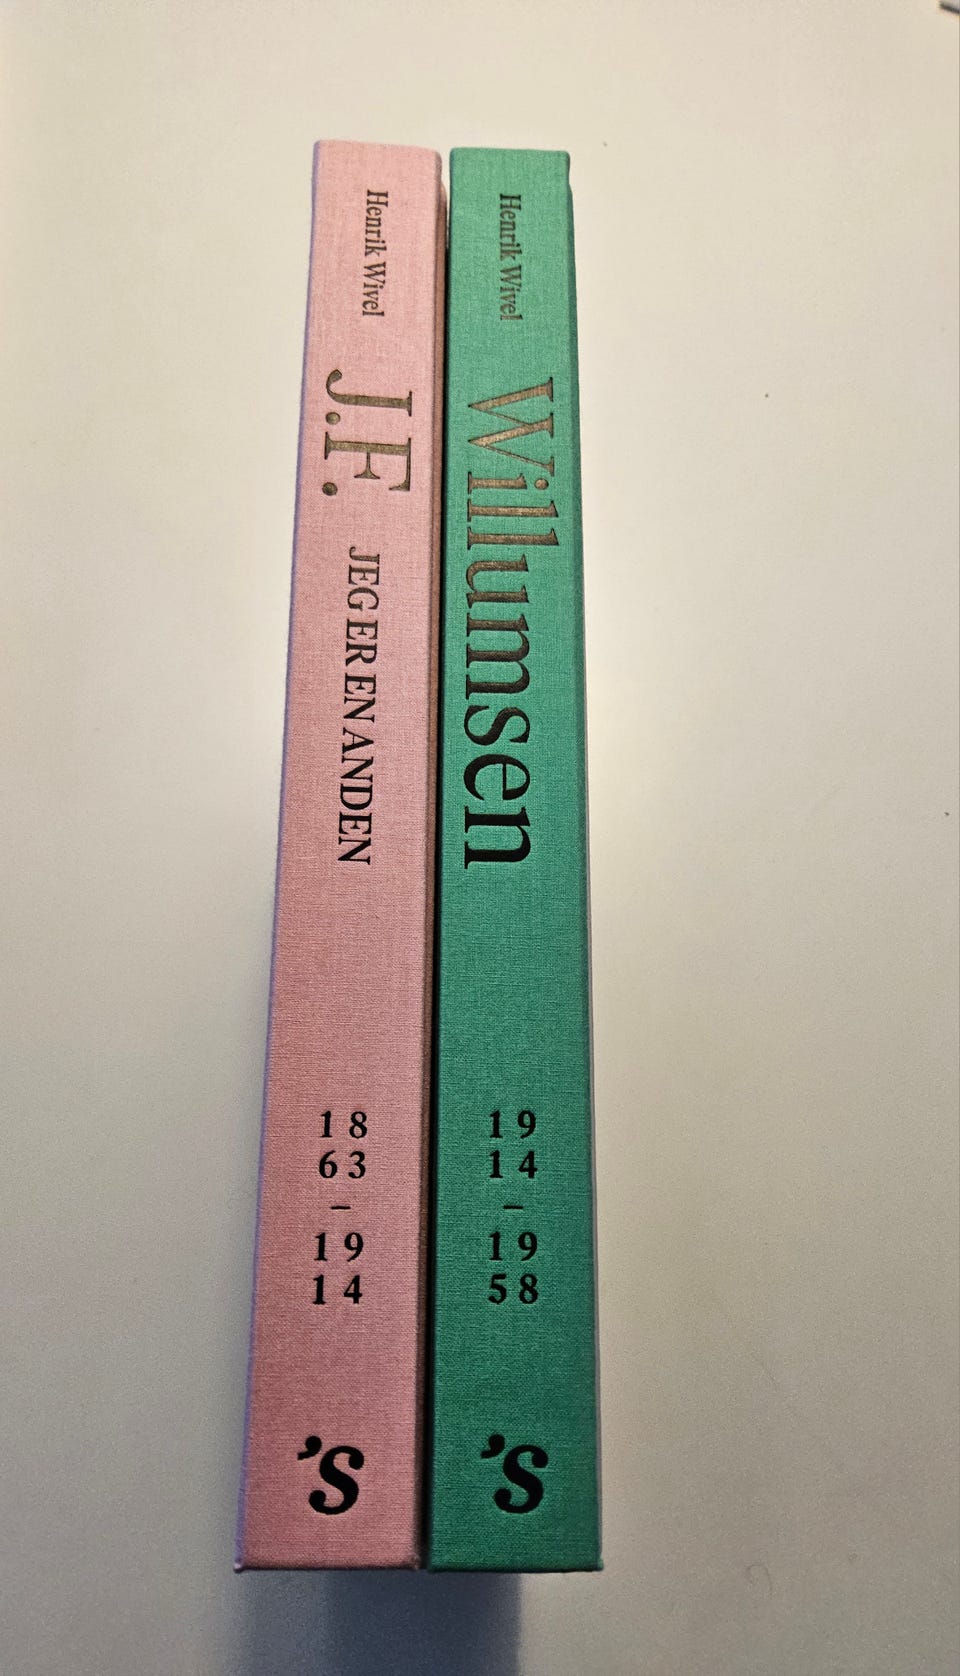 Henrik Wivel
J.F.
JEG ER EN ANDEN
18
63
–
19
14
’S
Henrik Wivel
Willumsen
19
14
–
19
58
’S